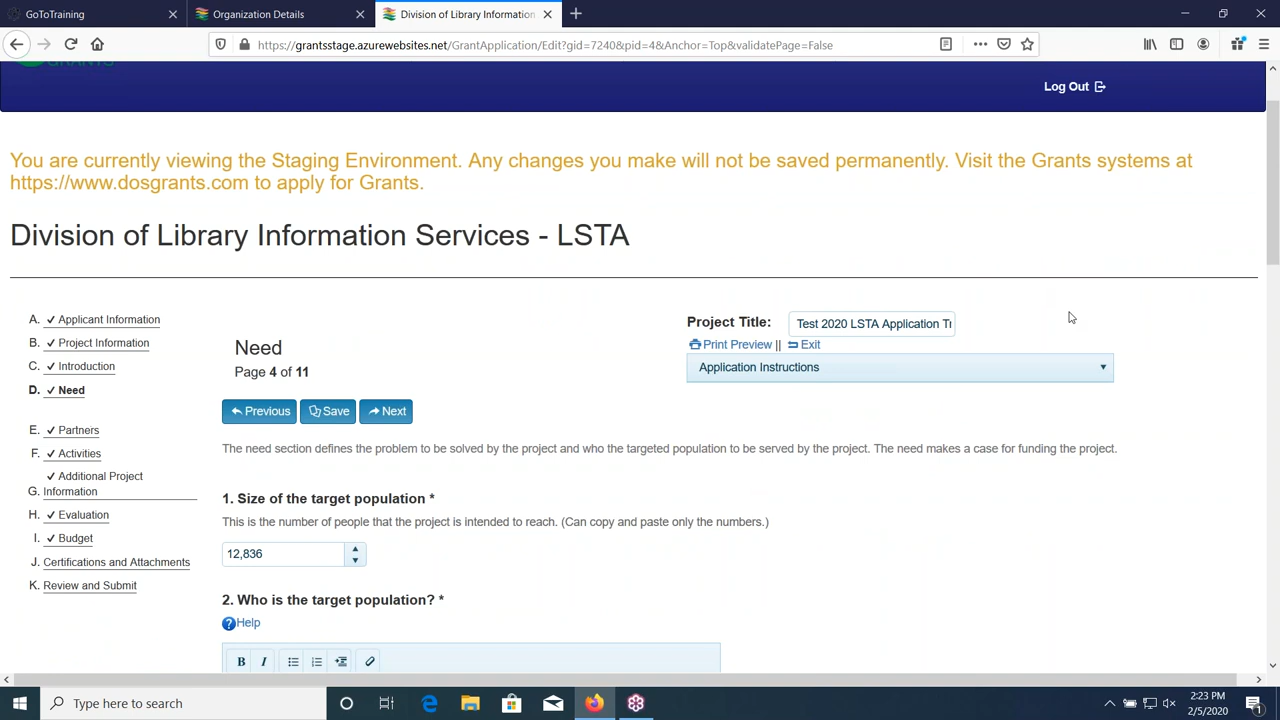 GoToTraining
Organization Details
Division of Library Information
https://grantsstage.azurewebsites.net/GrantApplication/Edit?gid=7240&pid=4&Anchor=Top&validatePage=False
GRANTS
Log Out
You are currently viewing the Staging Environment. Any changes you make will not be saved permanently. Visit the Grants systems at
https://www.dosgrants.com to apply for Grants.
Division of Library Information Services - LSTA
A. ✔ Applicant Information
B. ✔ Project Information
C. ✔ Introduction
D. ✔ Need
E. ✔ Partners
F. ✔ Activities
✔ Additional Project
G. Information
H. ✔ Evaluation
I. ✔ Budget
J. Certifications and Attachments
K. Review and Submit
Need
Page 4 of 11
Project Title: Test 2020 LSTA Application Tr
Print Preview || Exit
Application Instructions
Previous Save Next
The need section defines the problem to be solved by the project and who the targeted population to be served by the project. The need makes a case for funding the project.
1. Size of the target population *
This is the number of people that the project is intended to reach. (Can copy and paste only the numbers.)
12,836
2. Who is the target population? *
Help
B I
Type here to search
2:23 PM
2/5/2020
1